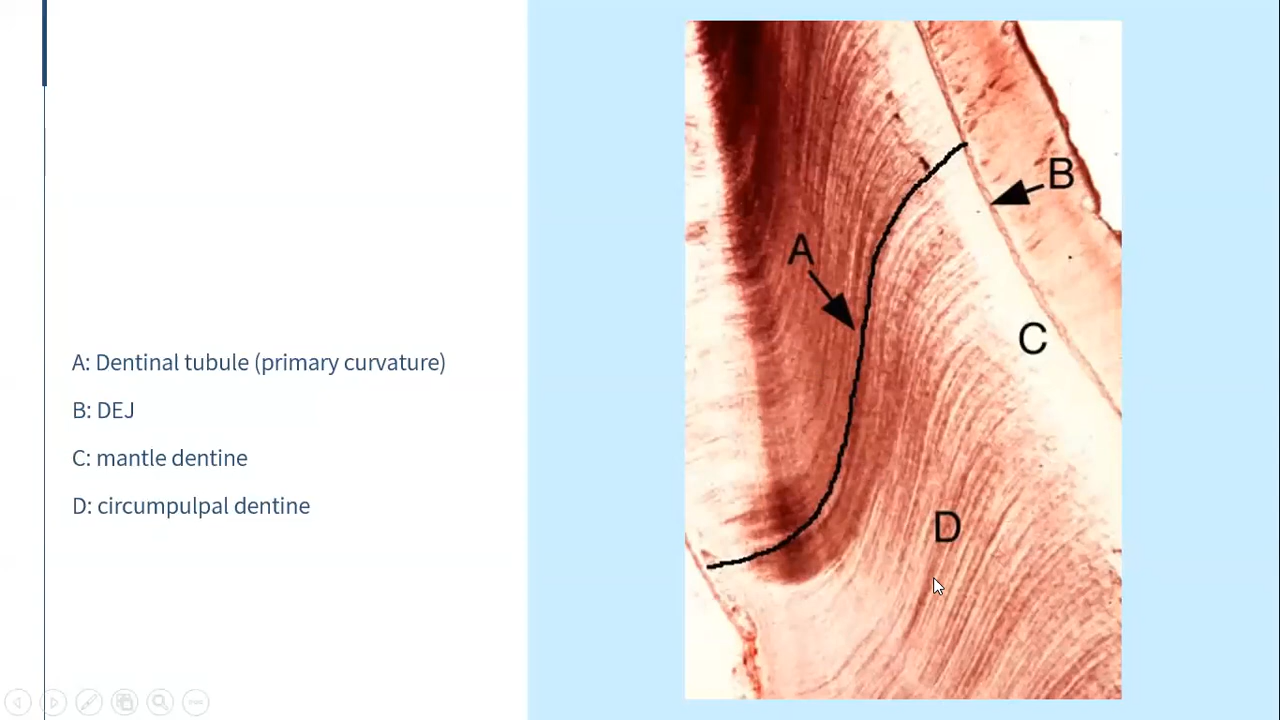 A: Dentinal tubule (primary curvature)
B: DEJ
C: mantle dentine
D: circumpulpal dentine
A
B
C
D